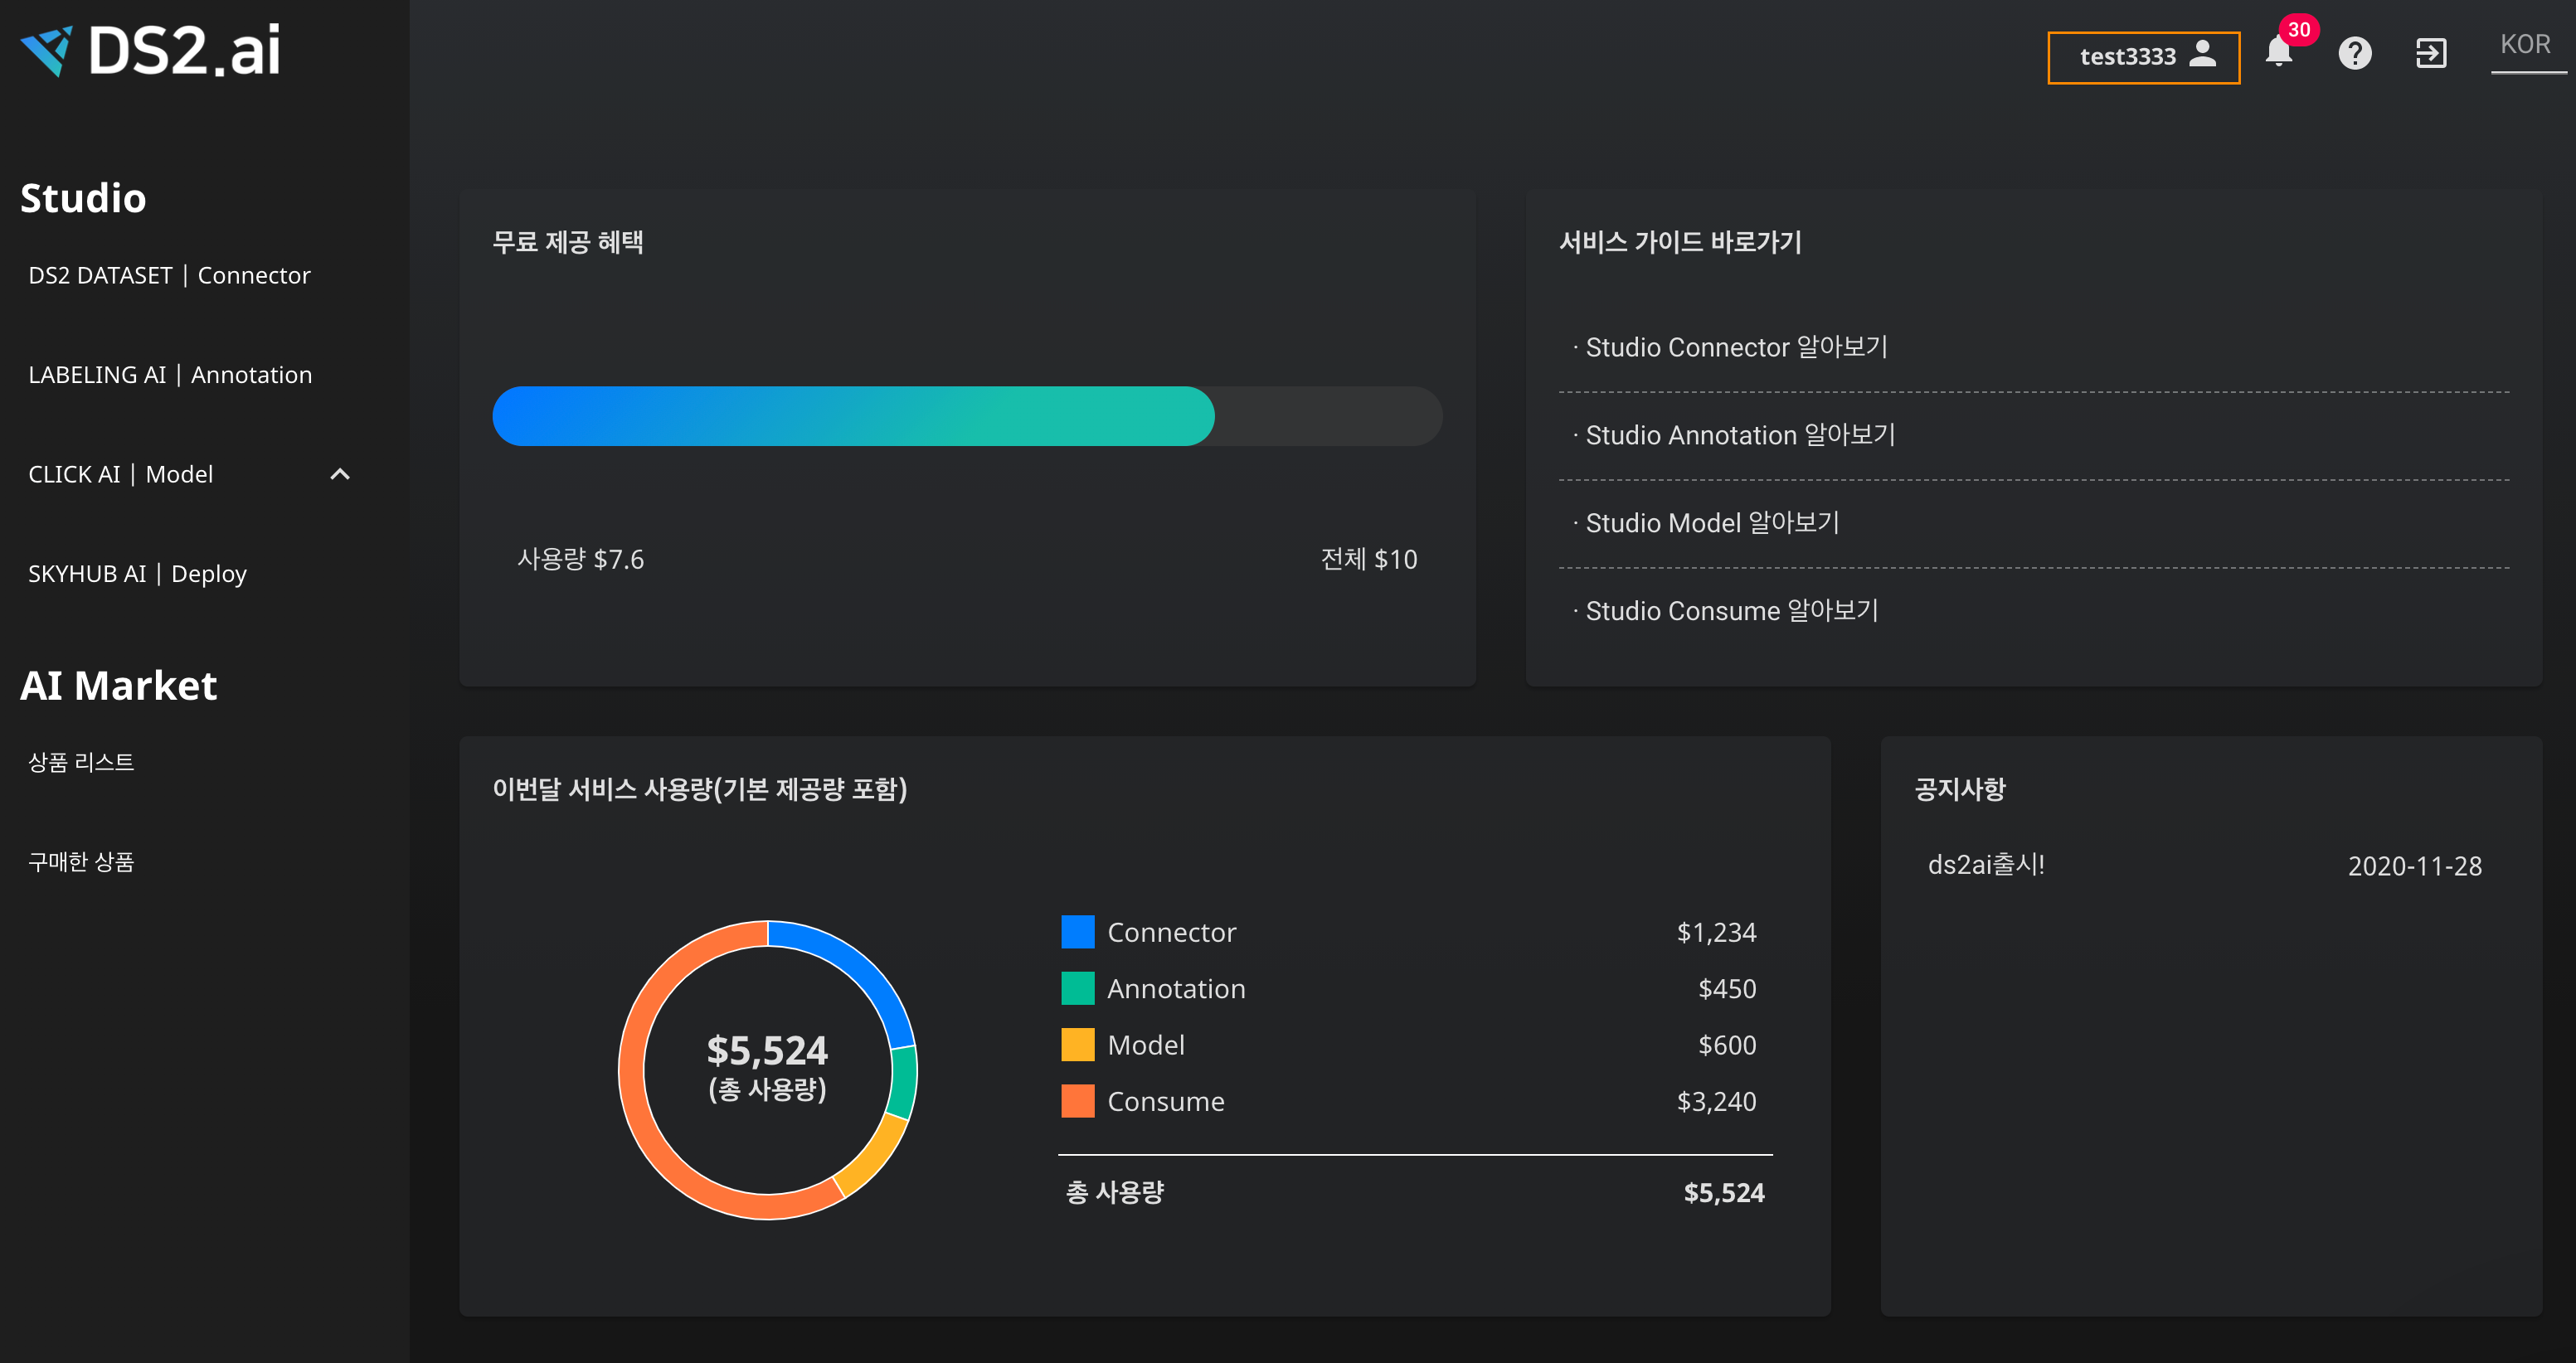 DS2.ai
test3333
30
KOR
Studio
DS2 DATASET | Connector
LABELING AI | Annotation
CLICK AI | Model
SKYHUB AI | Deploy
AI Market
상품 리스트
구매한 상품
무료 제공 혜택
사용량 $7.6
전체 $10
서비스 가이드 바로가기
· Studio Connector 알아보기
· Studio Annotation 알아보기
· Studio Model 알아보기
· Studio Consume 알아보기
이번달 서비스 사용량(기본 제공량 포함)
$5,524
(총 사용량)
Connector $1,234
Annotation $450
Model $600
Consume $3,240
총 사용량 $5,524
공지사항
ds2ai출시! 2020-11-28